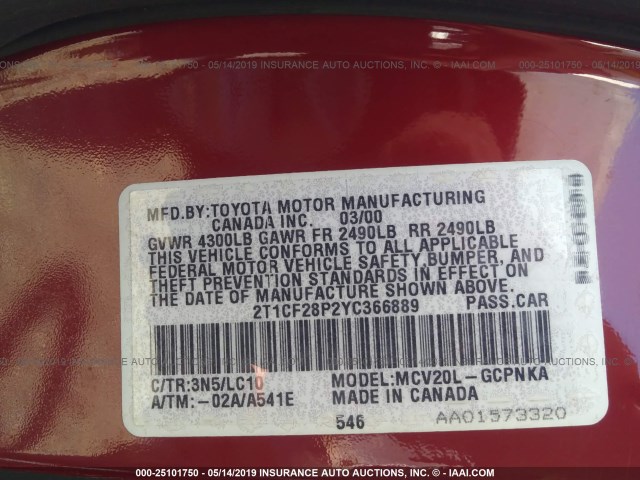 000-25101750 - 05/14/2019 INSURANCE AUTO AUCTIONS, INC. © - IAAI.COM
MFD.BY:TOYOTA MOTOR MANUFACTURING
CANADA INC. 03/00
GVWR 4300LB GAWR FR 2490LB RR 2490LB
THIS VEHICLE CONFORMS TO ALL APPLICABLE
FEDERAL MOTOR VEHICLE SAFETY,BUMPER, AND
THEFT PREVENTION STANDARDS IN EFFECT ON
THE DATE OF MANUFACTURE SHOWN ABOVE.
2T1CF28P2YC366889 PASS.CAR
C/TR:3N5/LC10 MODEL:MCV20L-GCPNKA
A/TM:-02A/A541E MADE IN CANADA
546 AA01573320
000-25101750 - 05/14/2019 INSURANCE AUTO AUCTIONS, INC. © - IAAI.COM